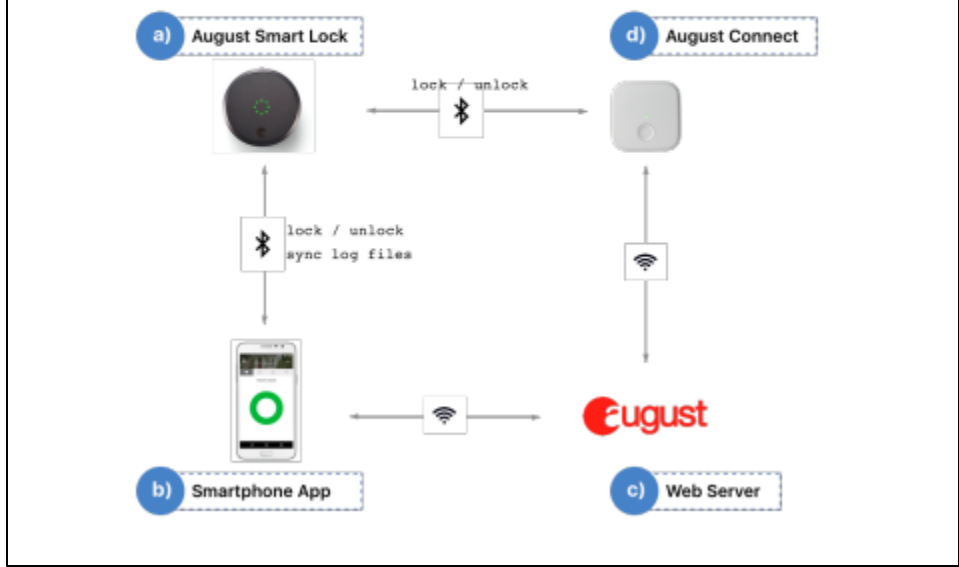 a) August Smart Lock
d) August Connect
lock / unlock
lock / unlock
sync log files
august
b) Smartphone App
c) Web Server